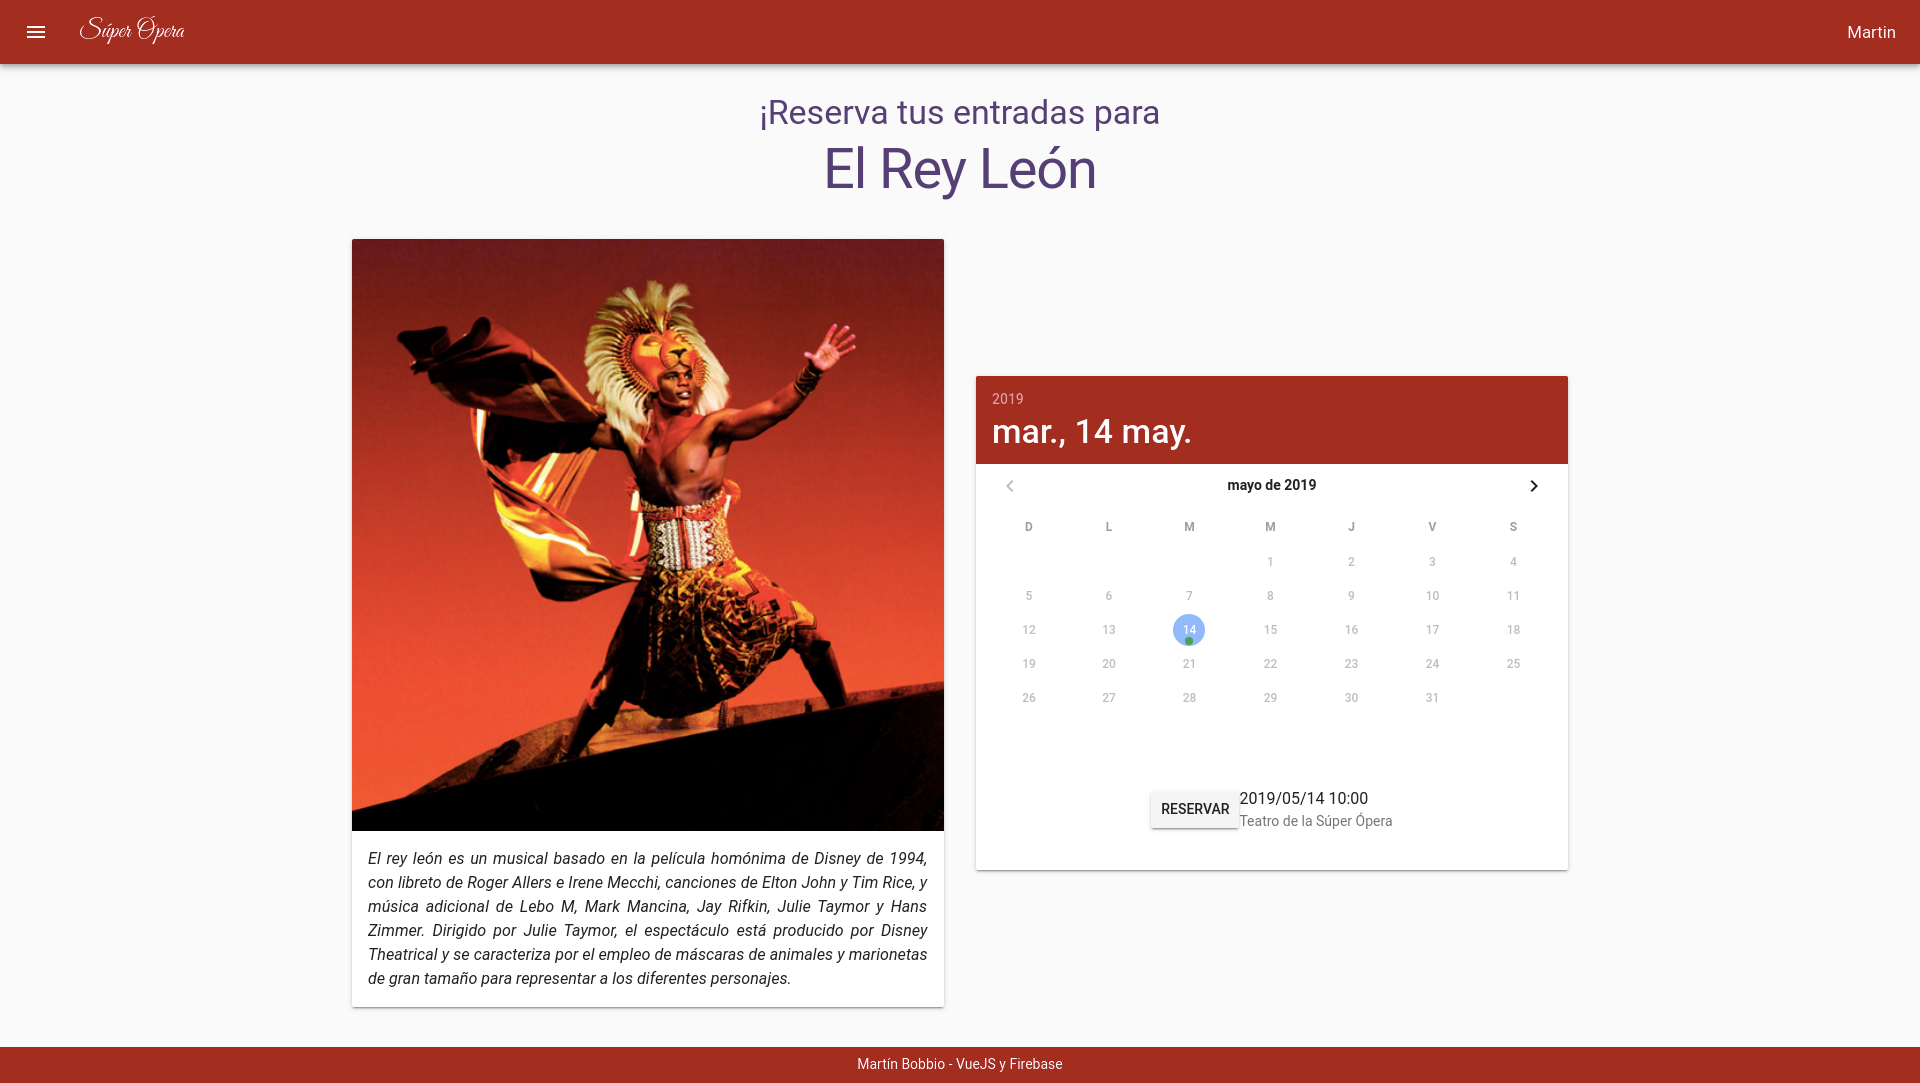 Súper Ópera
Martin
¡Reserva tus entradas para
El Rey León
El rey león es un musical basado en la película homónima de Disney de 1994,
con libreto de Roger Allers e Irene Mecchi, canciones de Elton John y Tim Rice, y
música adicional de Lebo M, Mark Mancina, Jay Rifkin, Julie Taymor y Hans
Zimmer. Dirigido por Julie Taymor, el espectáculo está producido por Disney
Theatrical y se caracteriza por el empleo de máscaras de animales y marionetas
de gran tamaño para representar a los diferentes personajes.
2019
mar., 14 may.
mayo de 2019
D L M M J V S
1 2 3 4
5 6 7 8 9 10 11
12 13 14 15 16 17 18
19 20 21 22 23 24 25
26 27 28 29 30 31
RESERVAR
2019/05/14 10:00
Teatro de la Súper Ópera
Martín Bobbio - VueJS y Firebase